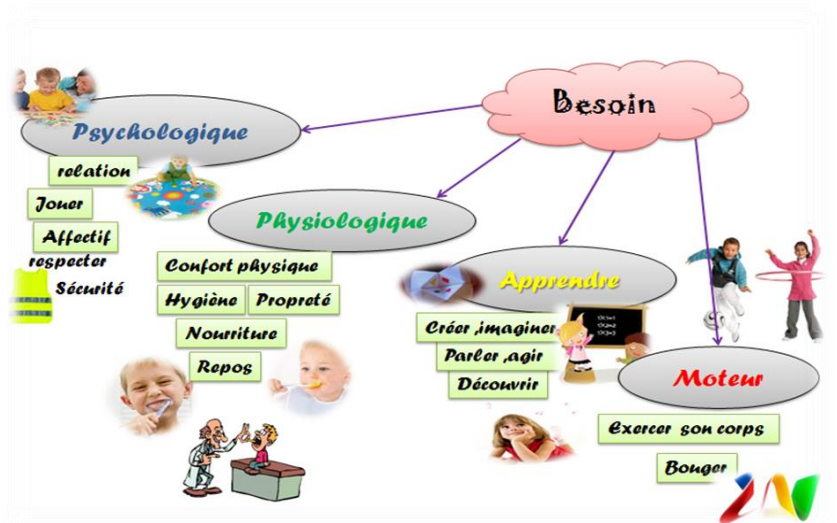 Besoin
Psychologique
relation
Jouer
Affectif
respecter
Sécurité
Physiologique
Confort physique
Hygiène
Propreté
Nourriture
Repos
Apprendre
Créer ,imaginer
Parler ,agir
Découvrir
Moteur
Exercer son corps
Bouger